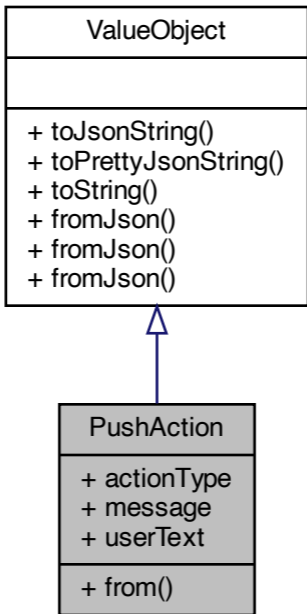 ValueObject
+ toJsonString()
+ toPrettyJsonString()
+ toString()
+ fromJson()
+ fromJson()
+ fromJson()
PushAction
+ actionType
+ message
+ userText
+ from()